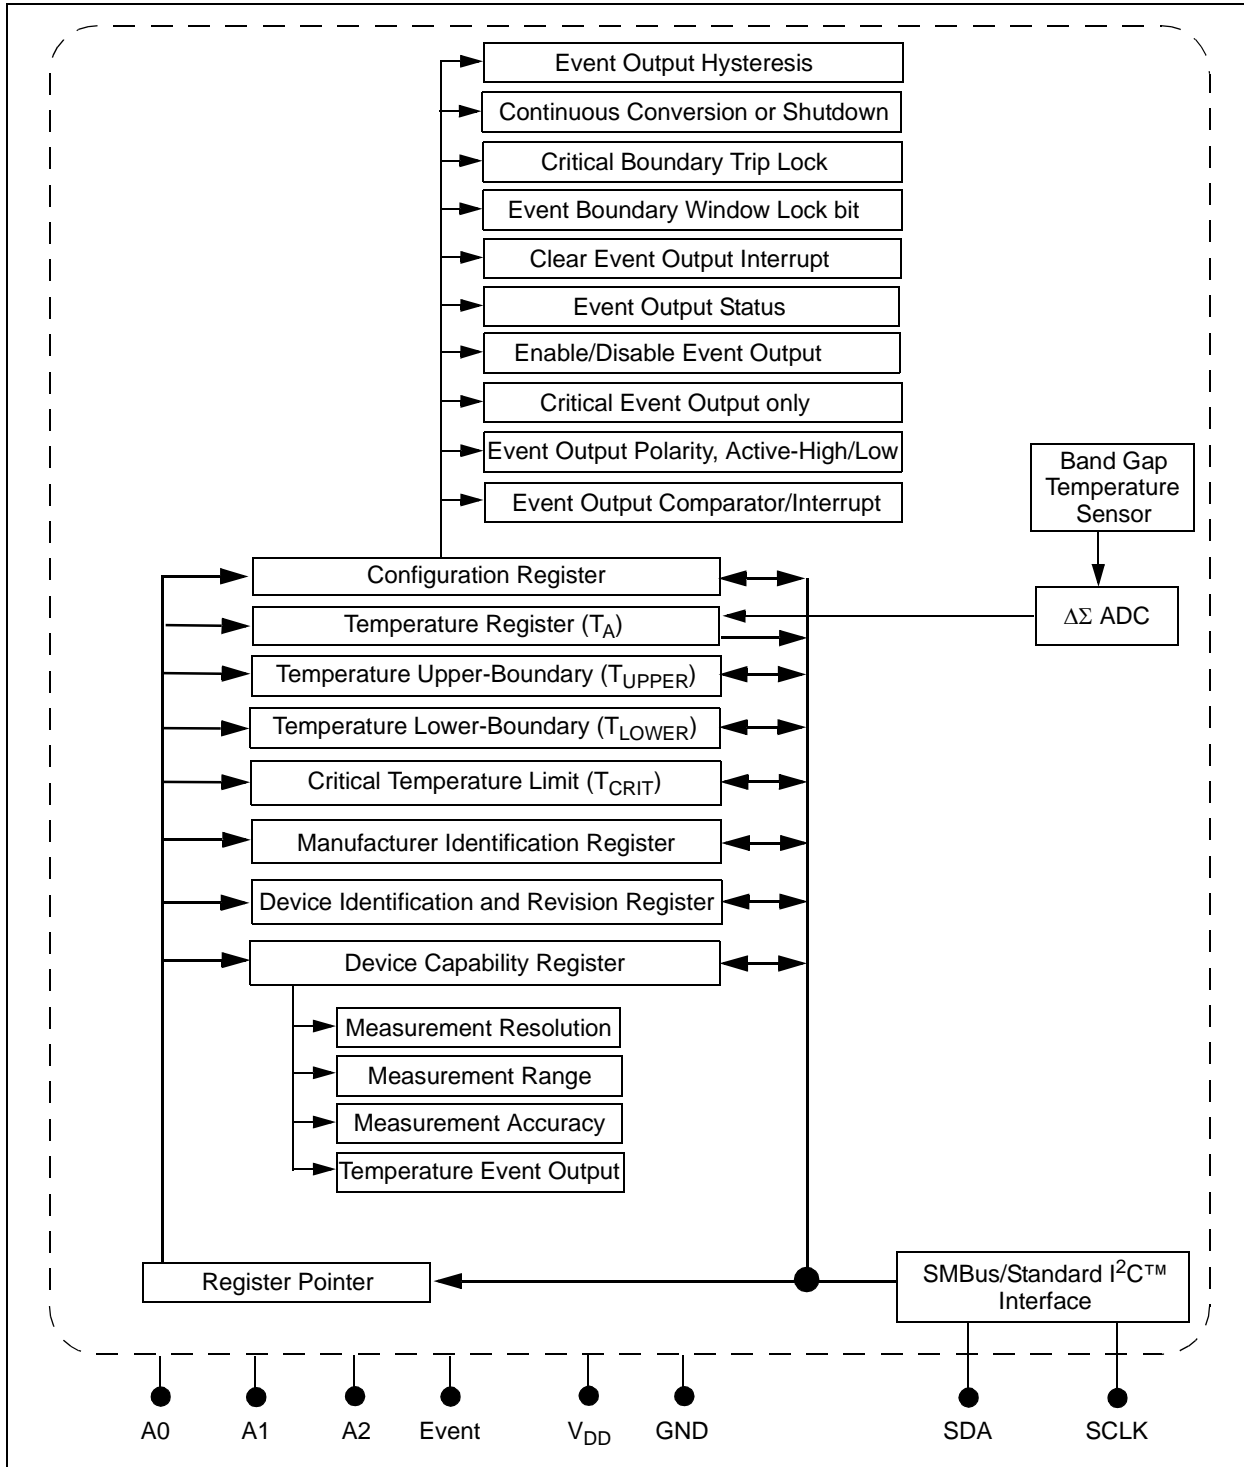 Event Output Hysteresis
Continuous Conversion or Shutdown
Critical Boundary Trip Lock
Event Boundary Window Lock bit
Clear Event Output Interrupt
Event Output Status
Enable/Disable Event Output
Critical Event Output only
Event Output Polarity, Active-High/Low
Event Output Comparator/Interrupt
Band Gap
Temperature
Sensor
Configuration Register
Temperature Register (TA)
ΔΣ ADC
Temperature Upper-Boundary (TUPPER)
Temperature Lower-Boundary (TLOWER)
Critical Temperature Limit (TCRIT)
Manufacturer Identification Register
Device Identification and Revision Register
Device Capability Register
Measurement Resolution
Measurement Range
Measurement Accuracy
Temperature Event Output
Register Pointer
SMBus/Standard I²C™
Interface
A0 A1 A2 Event VDD GND SDA SCLK